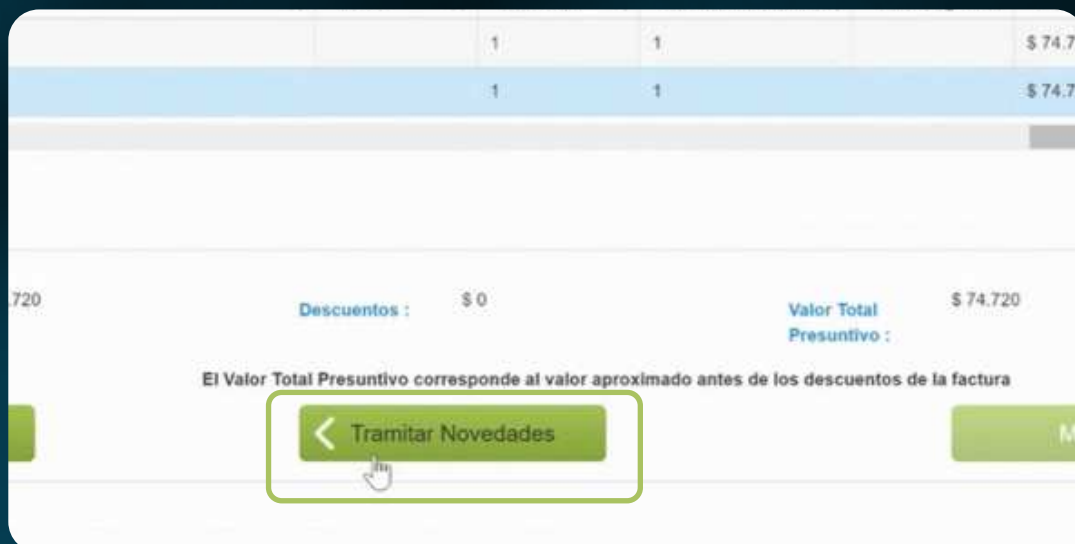 1 1 $ 74.7
1 1 $ 74.7
.720 Descuentos : $ 0 Valor Total Presuntivo : $ 74.720
El Valor Total Presuntivo corresponde al valor aproximado antes de los descuentos de la factura
Tramitar Novedades M